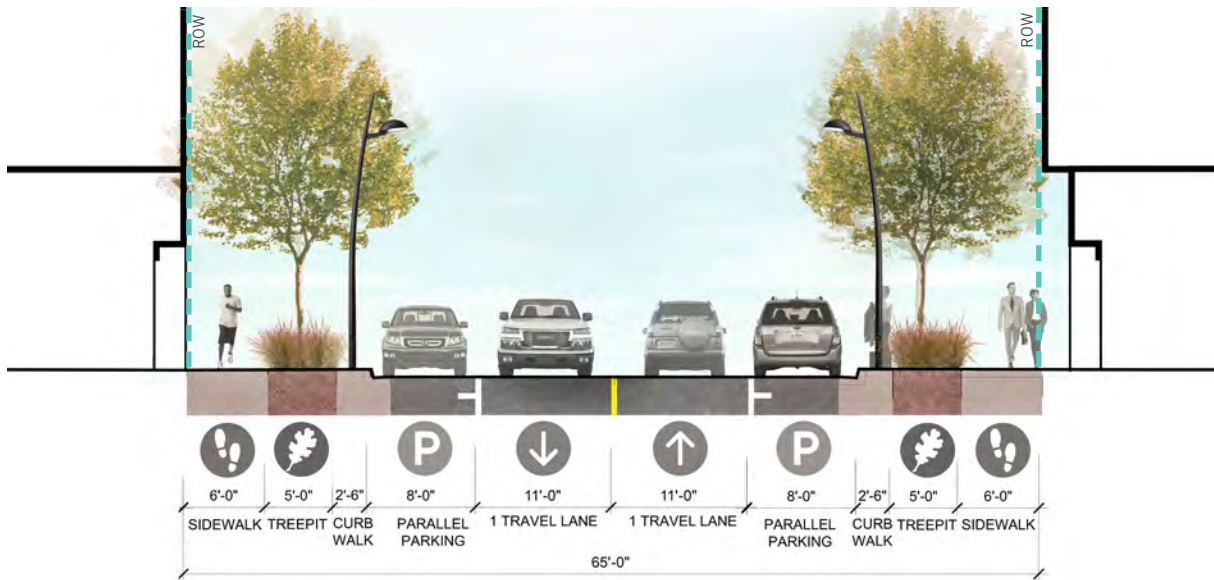 ROW
ROW
P
P
6'-0"
5'-0"
2'-6"
8'-0"
11'-0"
11'-0"
8'-0"
2'-6"
5'-0"
6'-0"
SIDEWALK
TREEPIT
CURB
WALK
PARALLEL
PARKING
1 TRAVEL LANE
1 TRAVEL LANE
PARALLEL
PARKING
CURB
WALK
TREEPIT
SIDEWALK
65'-0"